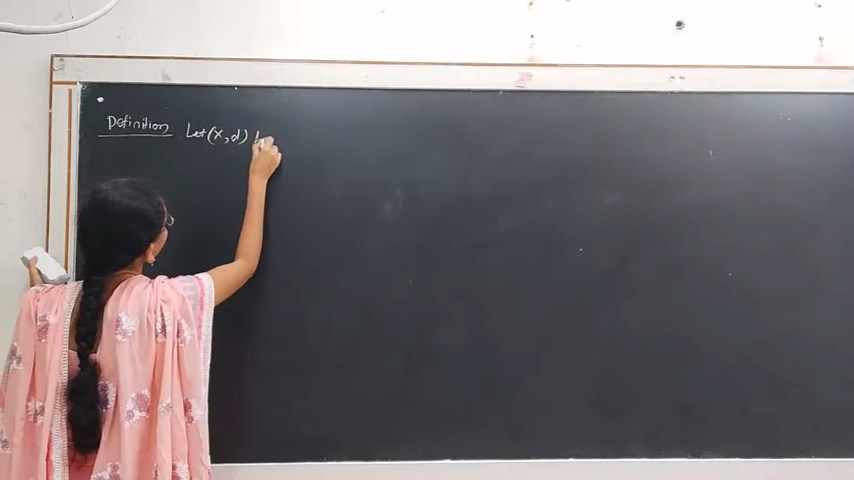 Definition Let (X, d)